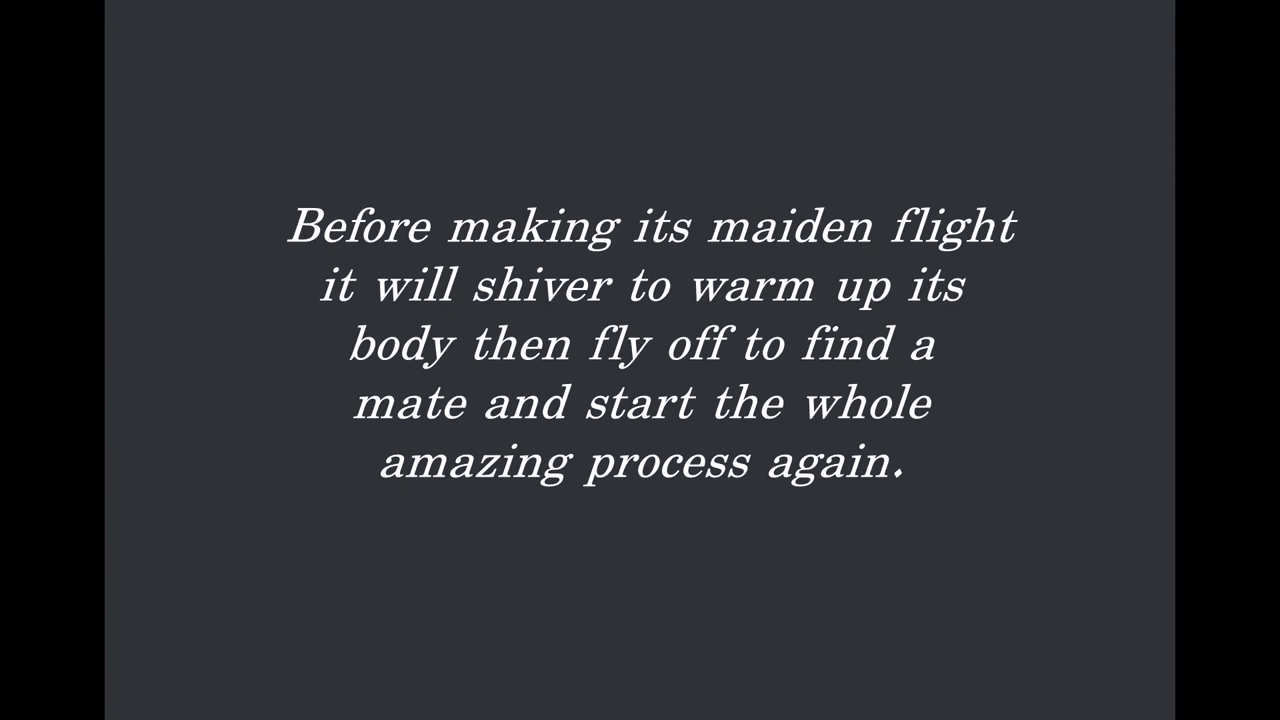 Before making its maiden flight
it will shiver to warm up its
body then fly off to find a
mate and start the whole
amazing process again.